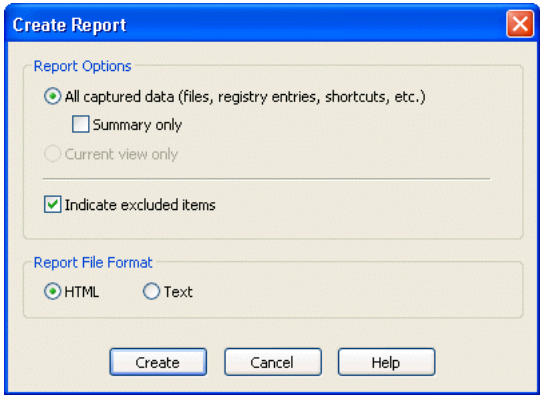 Create Report
Report Options
All captured data (files, registry entries, shortcuts, etc.)
Summary only
Current view only
Indicate excluded items
Report File Format
HTML Text
Create Cancel Help